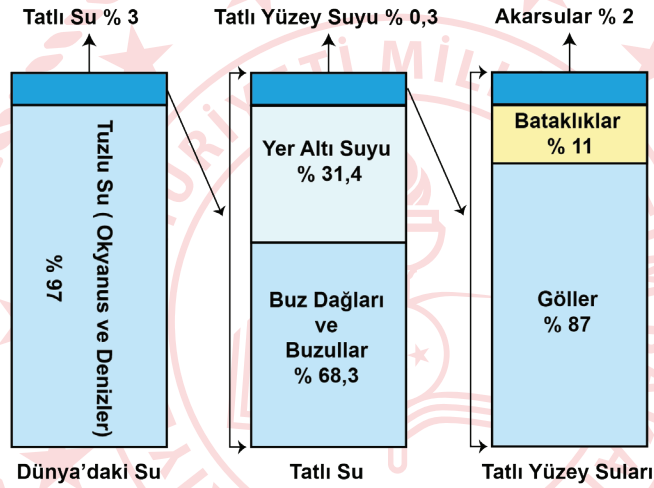 Tatlı Su % 3
Tuzlu Su ( Okyanus ve Denizler)
% 97
Dünya'daki Su
Tatlı Yüzey Suyu % 0,3
Yer Altı Suyu
% 31,4
Buz Dağları
ve
Buzullar
% 68,3
Tatlı Su
Akarsular % 2
Bataklıklar
% 11
Göller
% 87
Tatlı Yüzey Suları